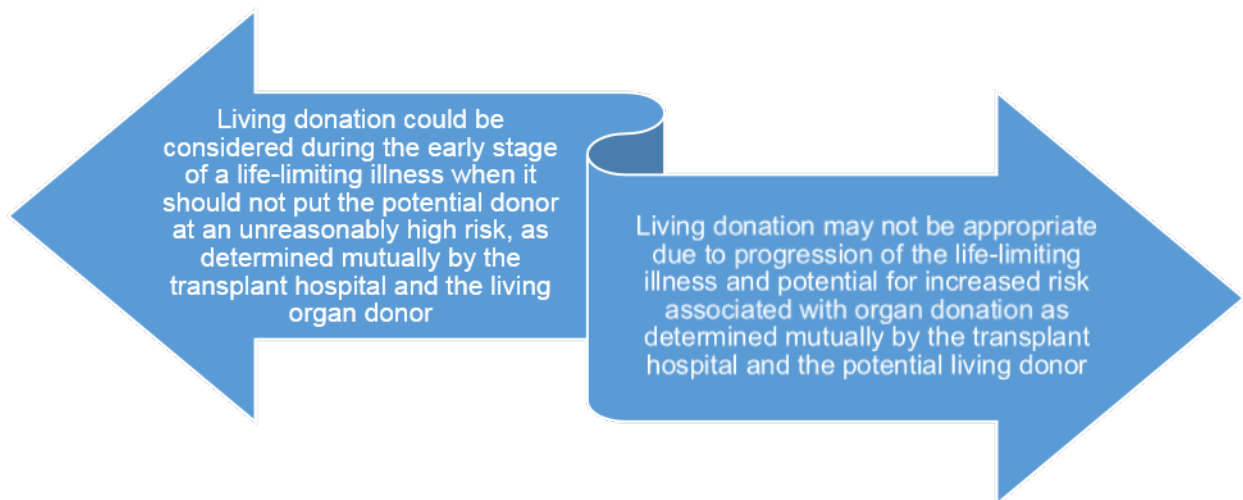 Living donation could be
considered during the early stage
of a life-limiting illness when it
should not put the potential donor
at an unreasonably high risk, as
determined mutually by the
transplant hospital and the living
organ donor
Living donation may not be appropriate
due to progression of the life-limiting
illness and potential for increased risk
associated with organ donation as
determined mutually by the transplant
hospital and the potential living donor